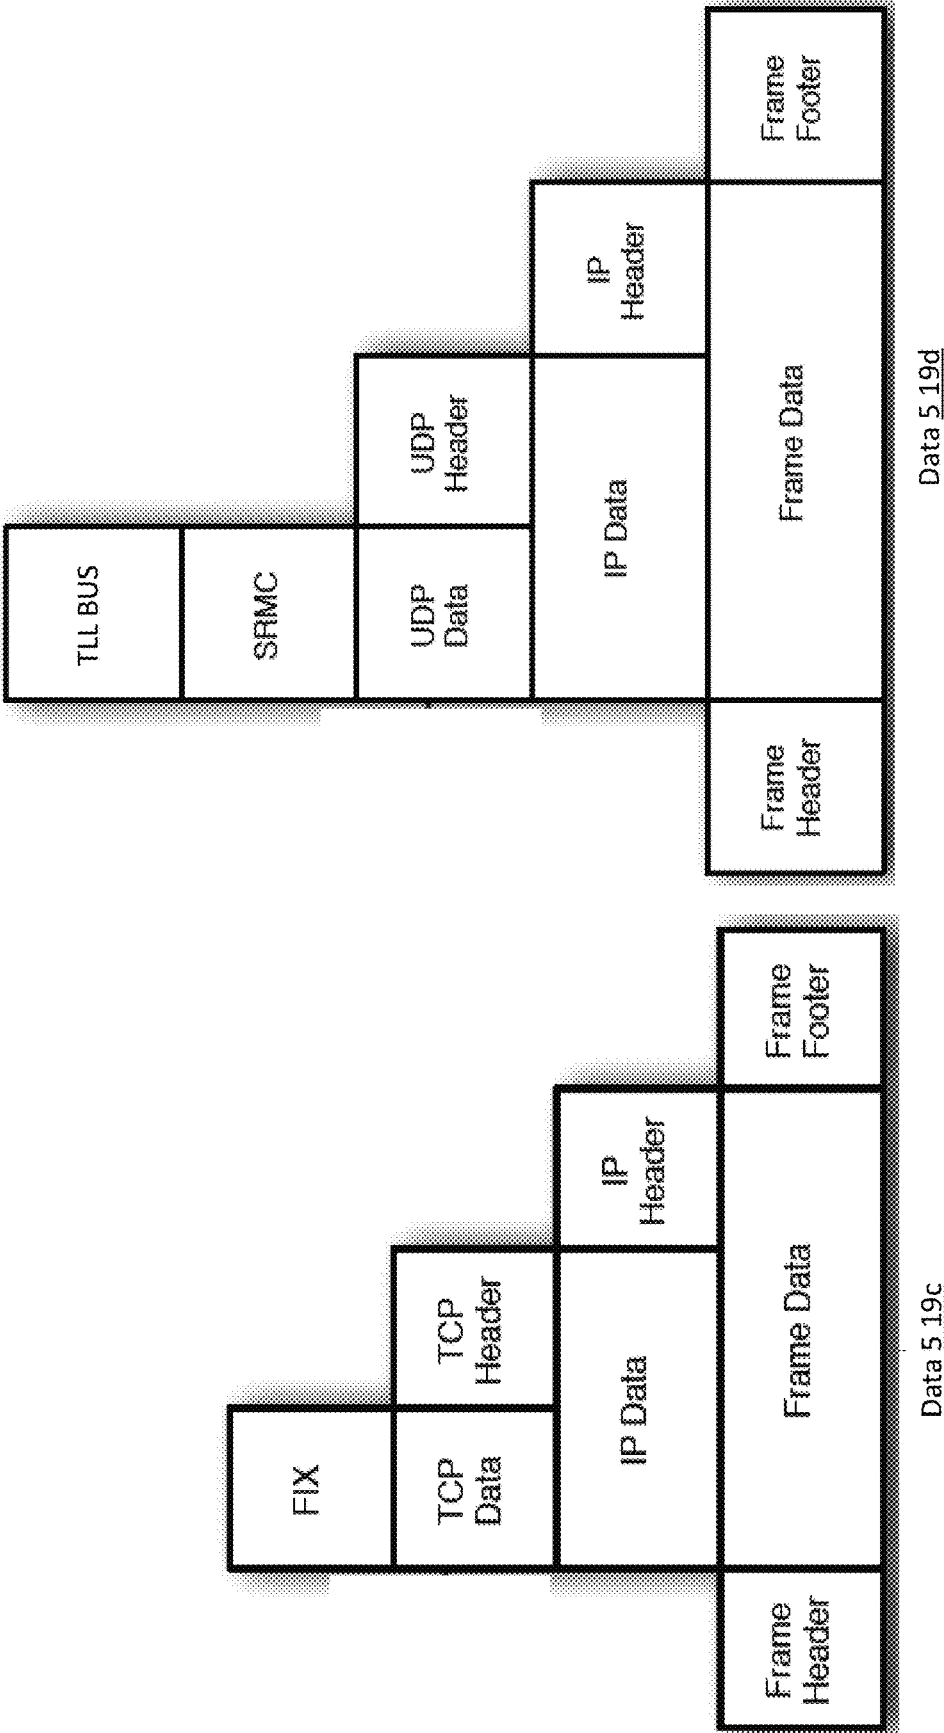 FIX
TCP
Data
TCP
Header
IP Data
IP
Header
Frame
Header
Frame Data
Frame
Footer
Data 5 19c
TLL BUS
SRMC
UDP
Data
UDP
Header
IP Data
IP
Header
Frame
Header
Frame Data
Frame
Footer
Data 5 19d